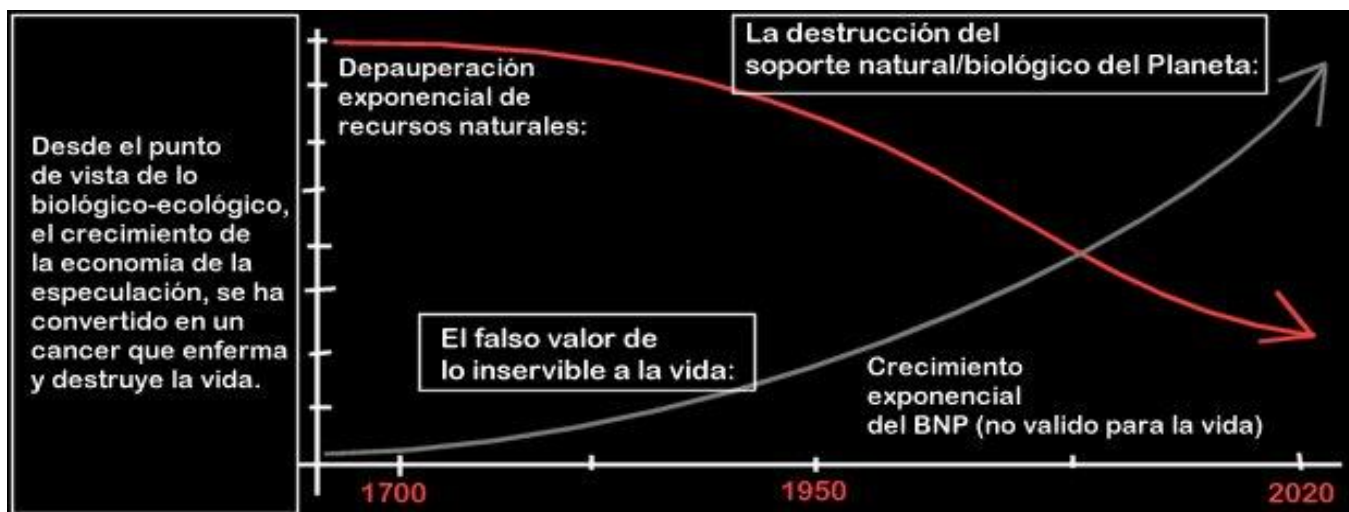 Desde el punto
de vista de lo
biológico-ecológico,
el crecimiento de
la economia de la
especulación, se ha
convertido en un
cancer que enferma
y destruye la vida.
Depauperación
exponencial de
recursos naturales:
La destrucción del
soporte natural/biológico del Planeta:
El falso valor de
lo inservible a la vida:
Crecimiento
exponencial
del BNP (no valido para la vida)
1700
1950
2020